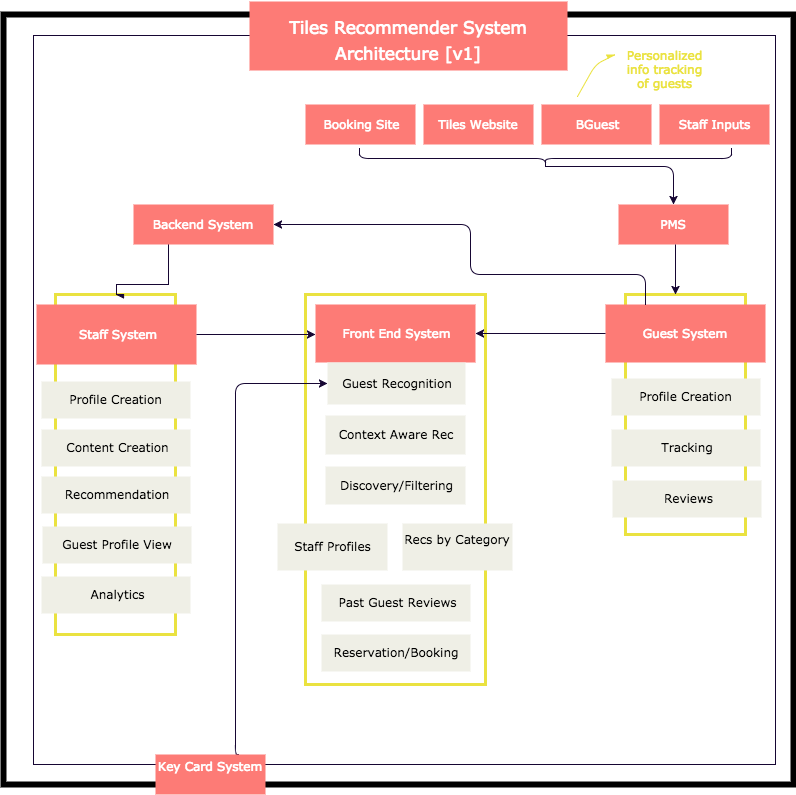 Tiles Recommender System
Architecture [v1]
Personalized
info tracking
of guests
Booking Site
Tiles Website
BGuest
Staff Inputs
Backend System
PMS
Staff System
Front End System
Guest System
Profile Creation
Content Creation
Recommendation
Guest Profile View
Analytics
Guest Recognition
Context Aware Rec
Discovery/Filtering
Staff Profiles
Recs by Category
Past Guest Reviews
Reservation/Booking
Profile Creation
Tracking
Reviews
Key Card System